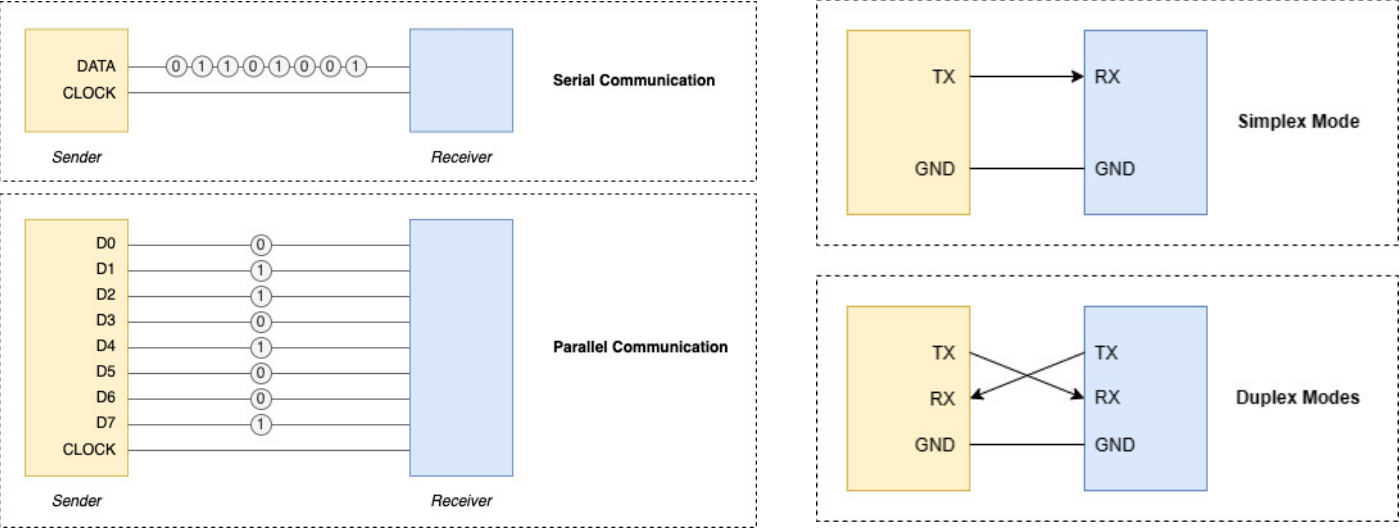 DATA
0 1 1 0 1 0 0 1
CLOCK
Serial Communication
Sender
Receiver
D0
0
D1
1
D2
1
D3
0
D4
1
Parallel Communication
D5
0
D6
0
D7
1
CLOCK
Sender
Receiver
TX
RX
Simplex Mode
GND
GND
TX
TX
RX
RX
Duplex Modes
GND
GND